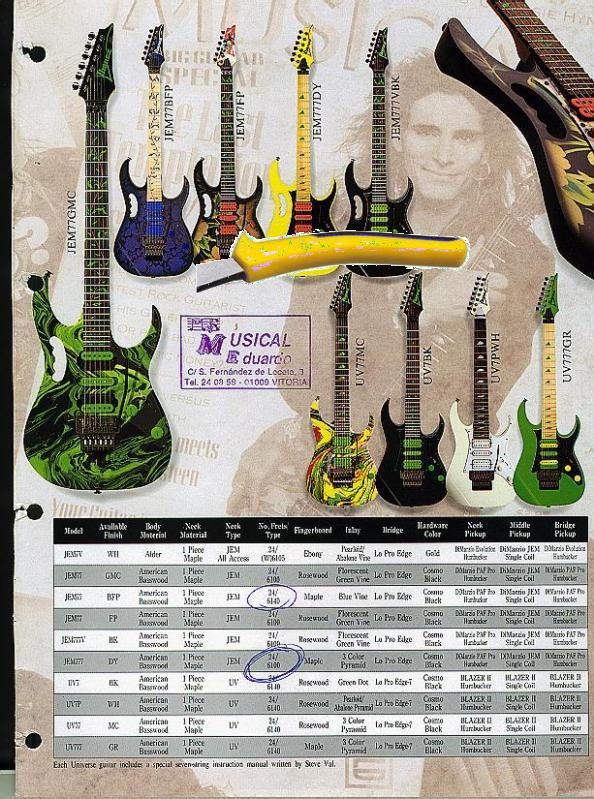 MUSICA
BIG GUITAR
SPECIAL
JEM77GMC
JEM77BFP
JEM77FP
JEM777DY
JEM777VBK
ÚSICAL
Eduardo
C/ S. Fernández de Leceta, 3
Tel. 24 08 58 - 01009 VITORIA
UV77MC
UV7BK
UV7PWH
UV777GR
VERSUS
meets
Model Available Finish Body Material Neck Material Neck Type No. Frets/ Type Fingerboard Inlay Bridge Hardware Color Neck Pickup Middle Pickup Bridge Pickup
JEM7V WH Alder 1 Piece Maple JEM All Access 24/ (W)6105 Ebony Pearloid/ Abalone Vine Lo Pro Edge Gold DiMarzio Evolution Humbucker DiMarzio JEM Single Coil DiMarzio Evolution Humbucker
JEM77 GMC American Basswood 1 Piece Maple JEM 24/ 6100 Rosewood Florescent Green Vine Lo Pro Edge Cosmo Black DiMarzio PAF Pro Humbucker DiMarzio JEM Single Coil DiMarzio PAF Pro Humbucker
JEM77 BFP American Basswood 1 Piece Maple JEM 24/ 6140 Maple Blue Vine Lo Pro Edge Cosmo Black DiMarzio PAF Pro Humbucker DiMarzio JEM Single Coil DiMarzio PAF Pro Humbucker
JEM77 FP American Basswood 1 Piece Maple JEM 24/ 6100 Rosewood Florescent Green Vine Lo Pro Edge Cosmo Black DiMarzio PAF Pro Humbucker DiMarzio JEM Single Coil DiMarzio PAF Pro Humbucker
JEM777V BK American Basswood 1 Piece Maple JEM 24/ 6100 Rosewood Florescent Green Vine Lo Pro Edge Cosmo Black DiMarzio PAF Pro Humbucker DiMarzio JEM Single Coil DiMarzio PAF Pro Humbucker
JEM777 DY American Basswood 1 Piece Maple JEM 24/ 6100 Maple 3 Color Pyramid Lo Pro Edge Cosmo Black DiMarzio PAF Pro Humbucker DiMarzio JEM Single Coil DiMarzio PAF Pro Humbucker
UV7 BK American Basswood 1 Piece Maple UV 24/ 6140 Rosewood Green Dot Lo Pro Edge-7 Cosmo Black BLAZER II Humbucker BLAZER II Single Coil BLAZER II Humbucker
UV7P WH American Basswood 1 Piece Maple UV 24/ 6140 Rosewood Pearloid/ Abalone Pyramid Lo Pro Edge-7 Cosmo Black BLAZER II Humbucker BLAZER II Single Coil BLAZER II Humbucker
UV77 MC American Basswood 1 Piece Maple UV 24/ 6140 Rosewood 3 Color Pyramid Lo Pro Edge-7 Cosmo Black BLAZER II Humbucker BLAZER II Single Coil BLAZER II Humbucker
UV777 GR American Basswood 1 Piece Maple UV 24/ 6140 Maple 3 Color Pyramid Lo Pro Edge-7 Cosmo Black BLAZER II Humbucker BLAZER II Single Coil BLAZER II Humbucker
Each Universe guitar includes a special seven-string instruction manual written by Steve Vai.